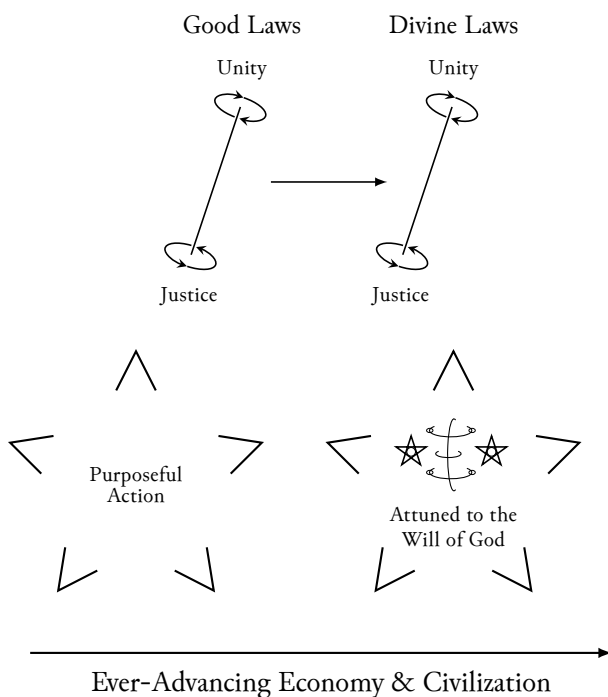 Good Laws
Divine Laws
Unity
Unity
Justice
Justice
Purposeful
Action
Attuned to the
Will of God
Ever-Advancing Economy & Civilization